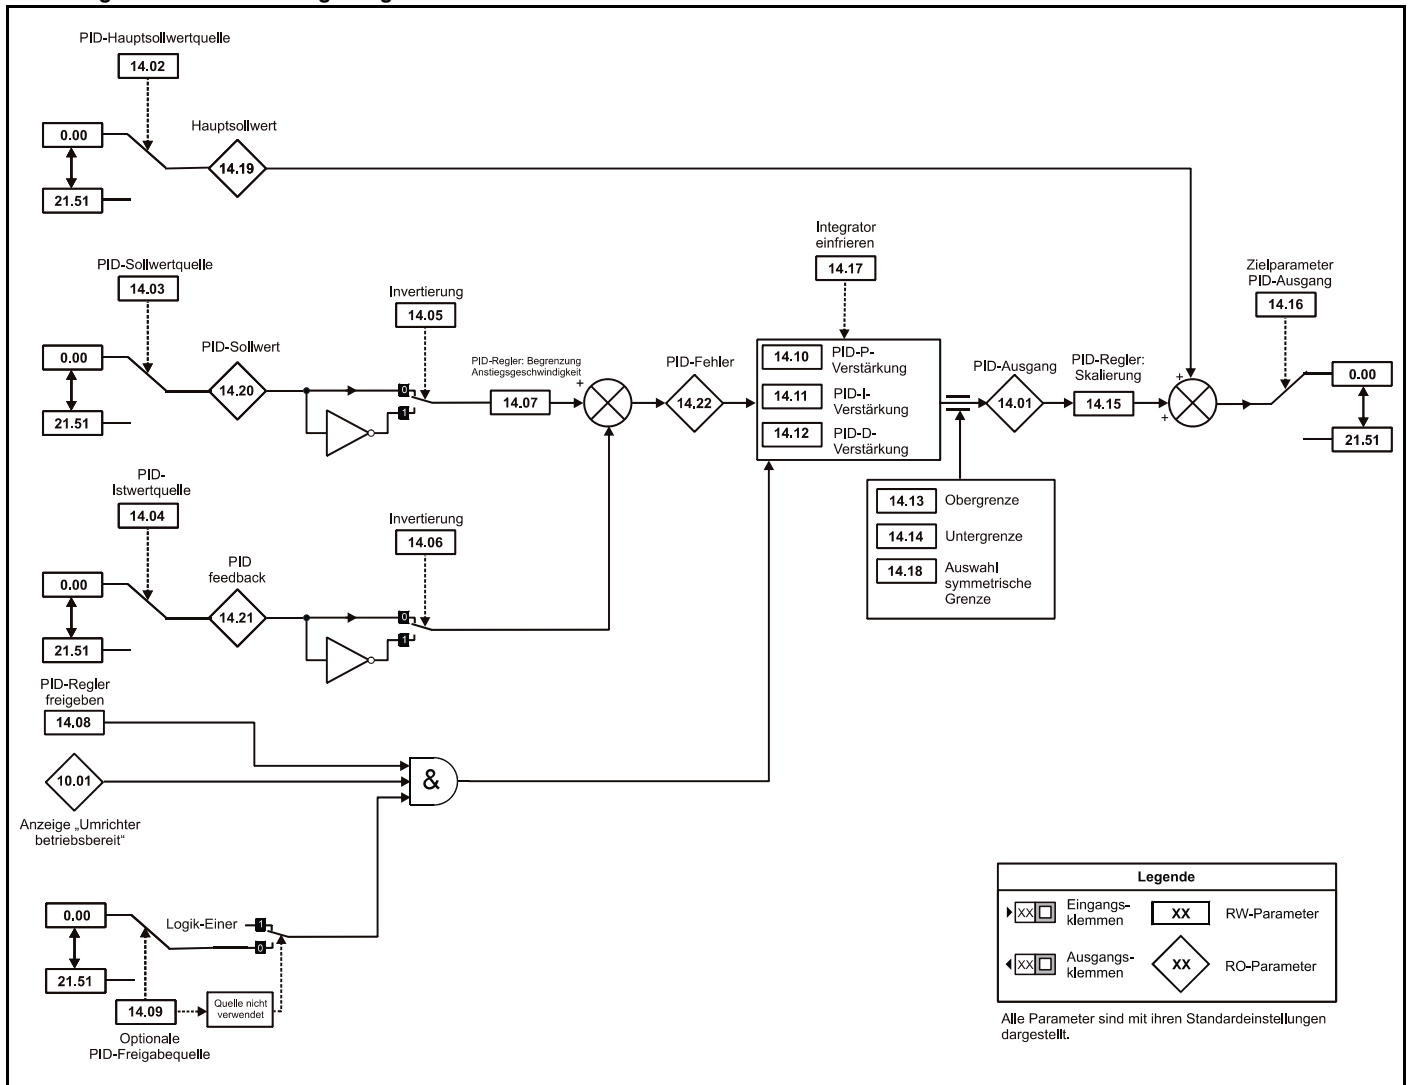 PID-Hauptsollwertquelle
14.02
0.00
21.51
Hauptsollwert
14.19
PID-Sollwertquelle
14.03
0.00
21.51
PID-Sollwert
14.20
Invertierung
14.05
0
1
PID-Regler: Begrenzung
Anstiegsgeschwindigkeit
14.07
+
PID-Fehler
14.22
Integrator
einfrieren
14.17
14.10
PID-P-
Verstärkung
14.11
PID-I-
Verstärkung
14.12
PID-D-
Verstärkung
PID-Ausgang
14.01
PID-Regler:
Skalierung
14.15
+
+
Zielparameter
PID-Ausgang
14.16
0.00
21.51
14.13
Obergrenze
14.14
Untergrenze
14.18
Auswahl
symmetrische
Grenze
PID-
Istwertquelle
14.04
0.00
21.51
PID
feedback
14.21
Invertierung
14.06
0
1
PID-Regler
freigeben
14.08
10.01
Anzeige „Umrichter
betriebsbereit“
&
0.00
21.51
Logik-Einer
1
0
14.09
Quelle nicht
verwendet
Optionale
PID-Freigabequelle
Legende
XX
Eingangs-
klemmen
XX
RW-Parameter
XX
Ausgangs-
klemmen
XX
RO-Parameter
Alle Parameter sind mit ihren Standardeinstellungen
dargestellt.